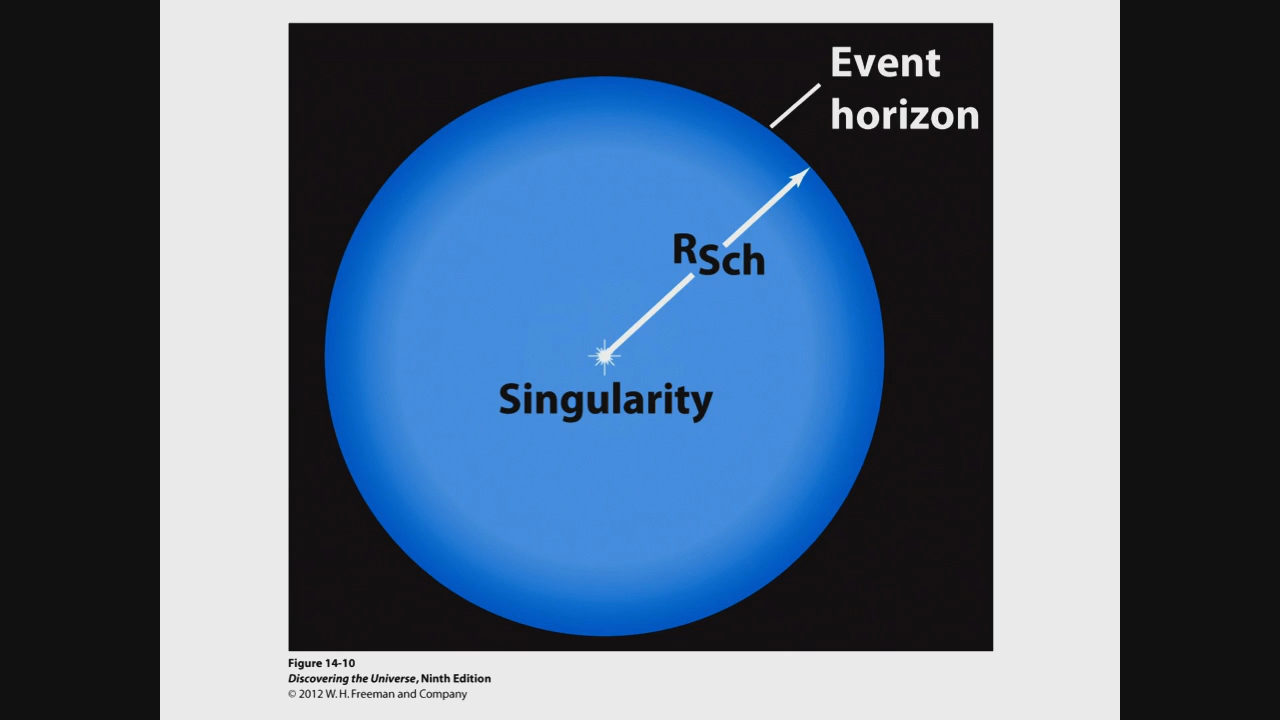 Event
horizon
RSch
Singularity
Figure 14-10
Discovering the Universe, Ninth Edition
© 2012 W. H. Freeman and Company